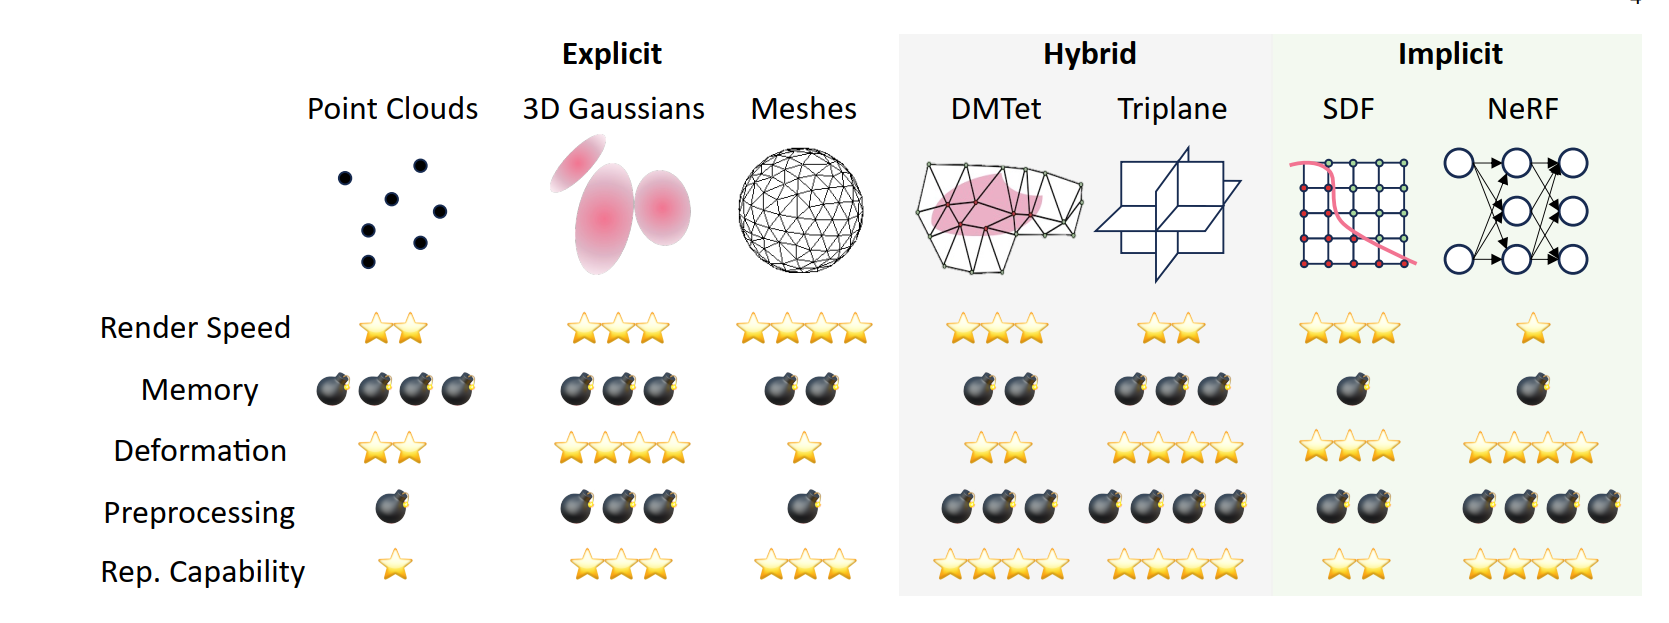 Explicit Hybrid Implicit
Point Clouds 3D Gaussians Meshes DMTet Triplane SDF NeRF
Render Speed
Memory
Deformation
Preprocessing
Rep. Capability